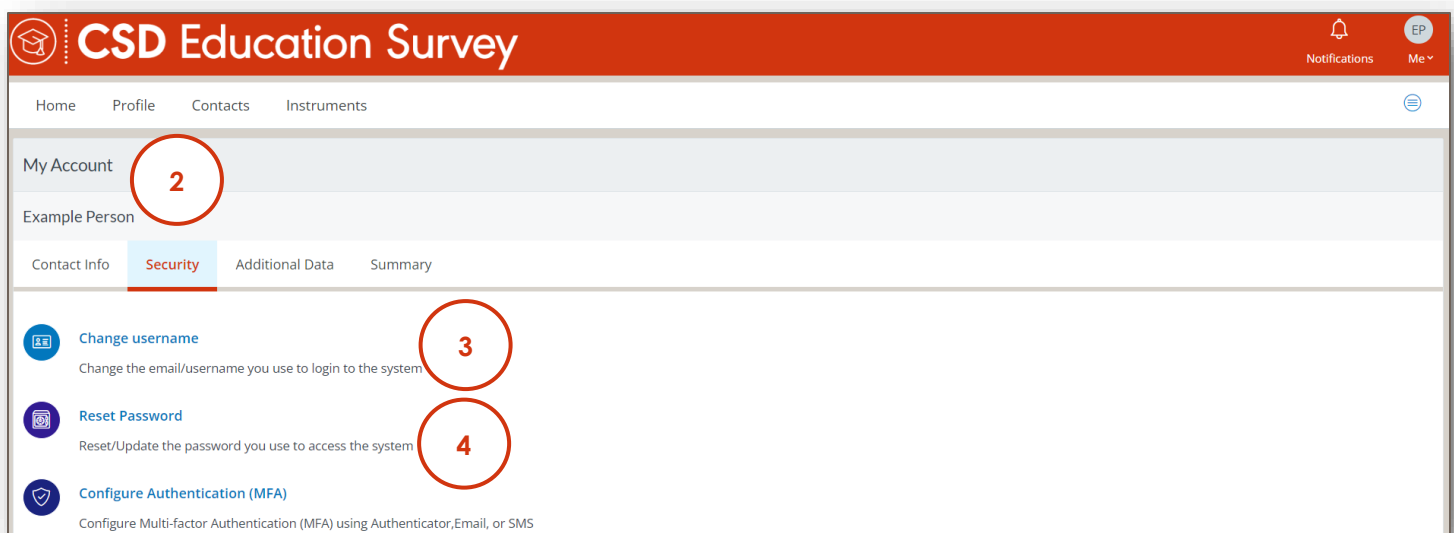 CSD Education Survey
Notifications
EP
Me
Home Profile Contacts Instruments
My Account
2
Example Person
Contact Info Security Additional Data Summary
Change username
Change the email/username you use to login to the system
3
Reset Password
Reset/Update the password you use to access the system
4
Configure Authentication (MFA)
Configure Multi-factor Authentication (MFA) using Authenticator,Email, or SMS